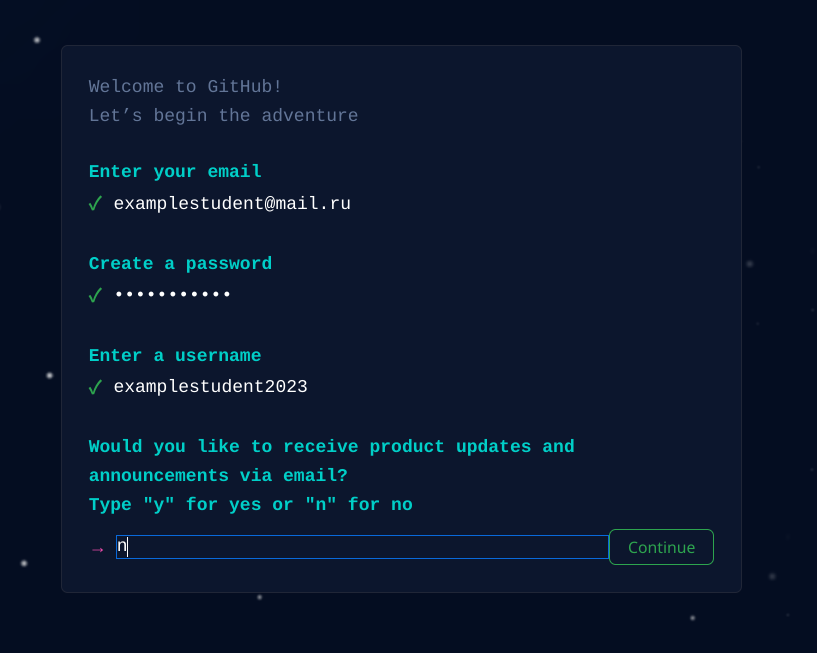 Welcome to GitHub!
Let’s begin the adventure
Enter your email
✓ examplestudent@mail.ru
Create a password
✓ •••••••••••
Enter a username
✓ examplestudent2023
Would you like to receive product updates and
announcements via email?
Type "y" for yes or "n" for no
→ n Continue